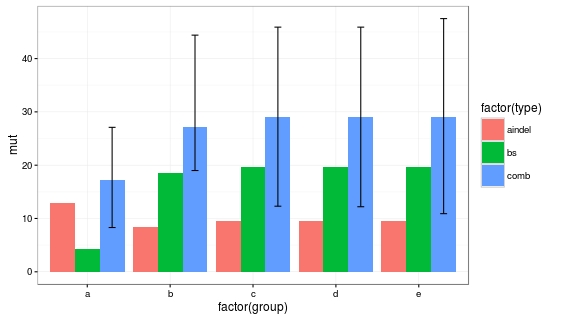 mut
40
30
20
10
0
a b c d e
factor(group)
factor(type)
aindel
bs
comb